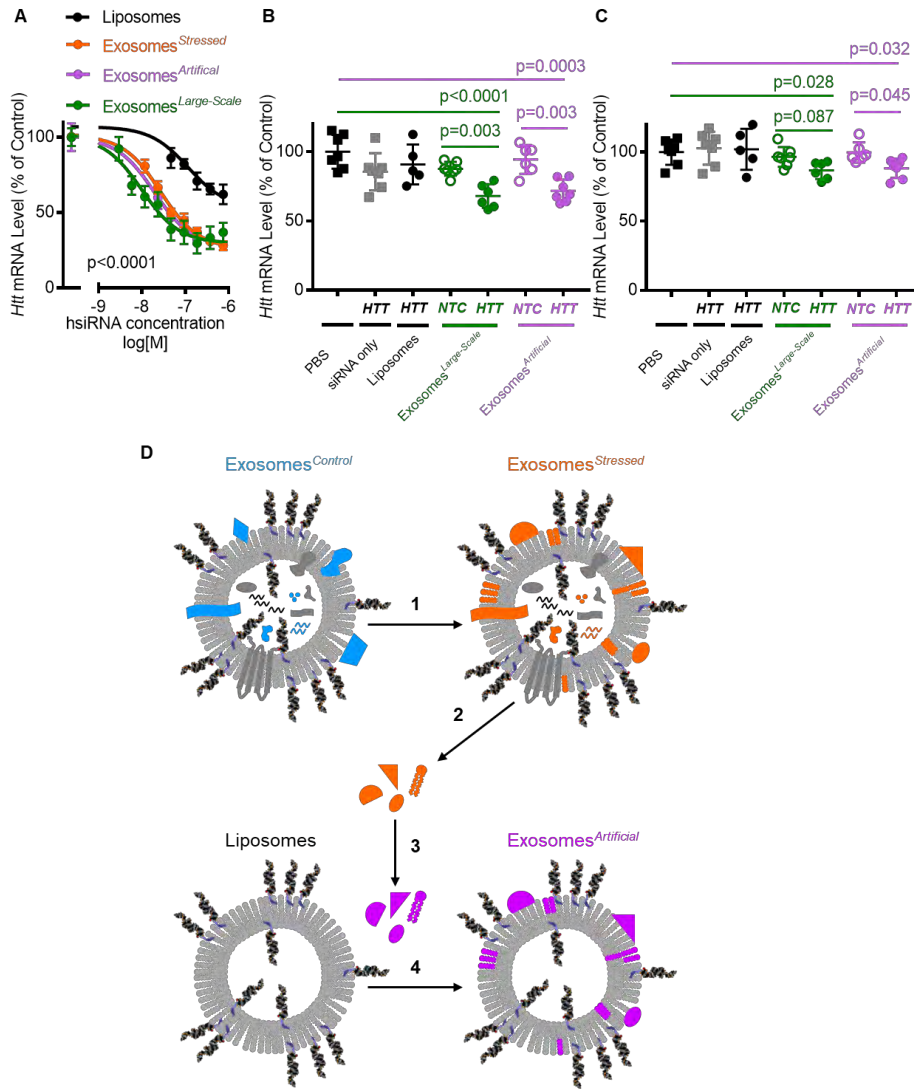 A
Liposomes
Exosomes^Stressed
Exosomes^Artifical
Exosomes^Large-Scale
Htt mRNA Level (% of Control)
100
50
0
p<0.0001
-9 -8 -7 -6
hsiRNA concentration
log[M]
B
p=0.0003
p<0.0001
p=0.003
p=0.003
Htt mRNA Level (% of Control)
100
50
0
HTT HTT NTC HTT NTC HTT
PBS
siRNA only
Liposomes
Exosomes^Large-Scale
Exosomes^Artificial
C
p=0.032
p=0.028
p=0.045
p=0.087
Htt mRNA Level (% of Control)
100
50
0
HTT HTT NTC HTT NTC HTT
PBS
siRNA only
Liposomes
Exosomes^Large-Scale
Exosomes^Artificial
D
Exosomes^Control
Exosomes^Stressed
1
2
3
Liposomes
Exosomes^Artificial
4